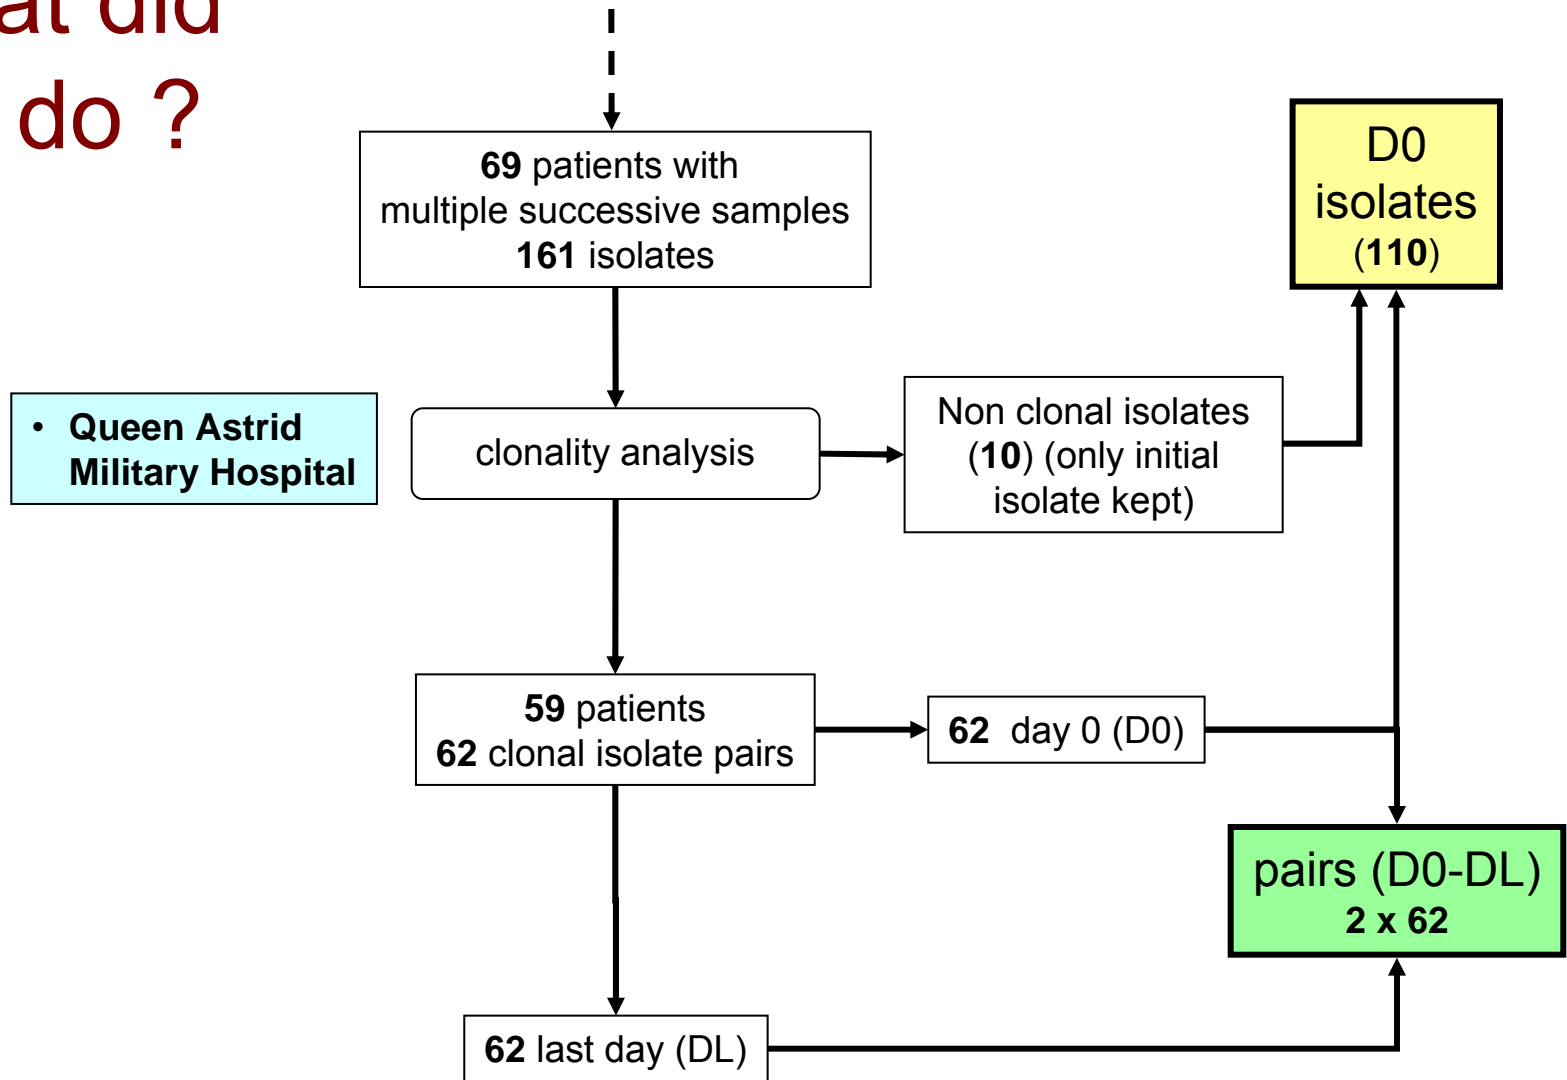 at did
do ?
69 patients with
multiple successive samples
161 isolates
D0
isolates
(110)
• Queen Astrid
Military Hospital
clonality analysis
Non clonal isolates
(10) (only initial
isolate kept)
59 patients
62 clonal isolate pairs
62 day 0 (D0)
pairs (D0-DL)
2 x 62
62 last day (DL)